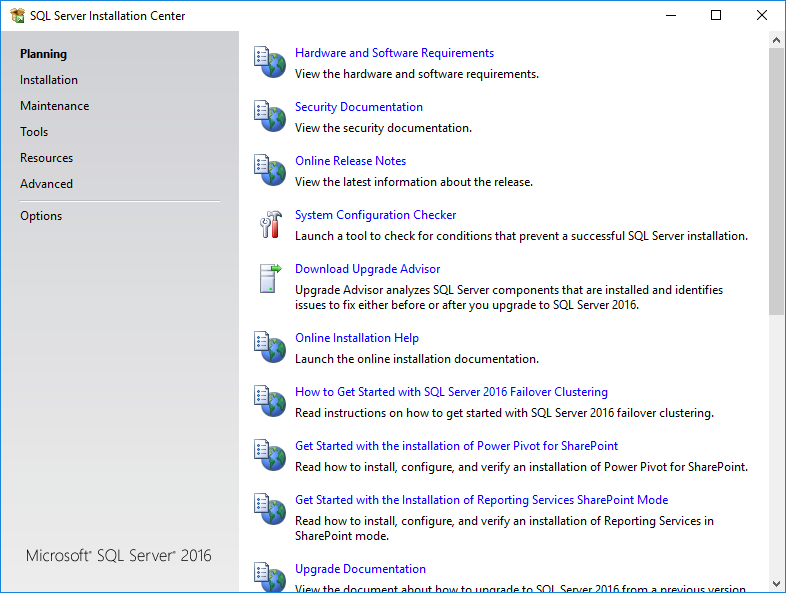 SQL Server Installation Center
Planning
Installation
Maintenance
Tools
Resources
Advanced
Options
Microsoft® SQL Server® 2016
Hardware and Software Requirements
View the hardware and software requirements.
Security Documentation
View the security documentation.
Online Release Notes
View the latest information about the release.
System Configuration Checker
Launch a tool to check for conditions that prevent a successful SQL Server installation.
Download Upgrade Advisor
Upgrade Advisor analyzes SQL Server components that are installed and identifies
issues to fix either before or after you upgrade to SQL Server 2016.
Online Installation Help
Launch the online installation documentation.
How to Get Started with SQL Server 2016 Failover Clustering
Read instructions on how to get started with SQL Server 2016 failover clustering.
Get Started with the installation of Power Pivot for SharePoint
Read how to install, configure, and verify an installation of Power Pivot for SharePoint.
Get Started with the Installation of Reporting Services SharePoint Mode
Read how to install, configure, and verify an installation of Reporting Services in
SharePoint mode.
Upgrade Documentation
View the document about how to upgrade to SQL Server 2016 from a previous version